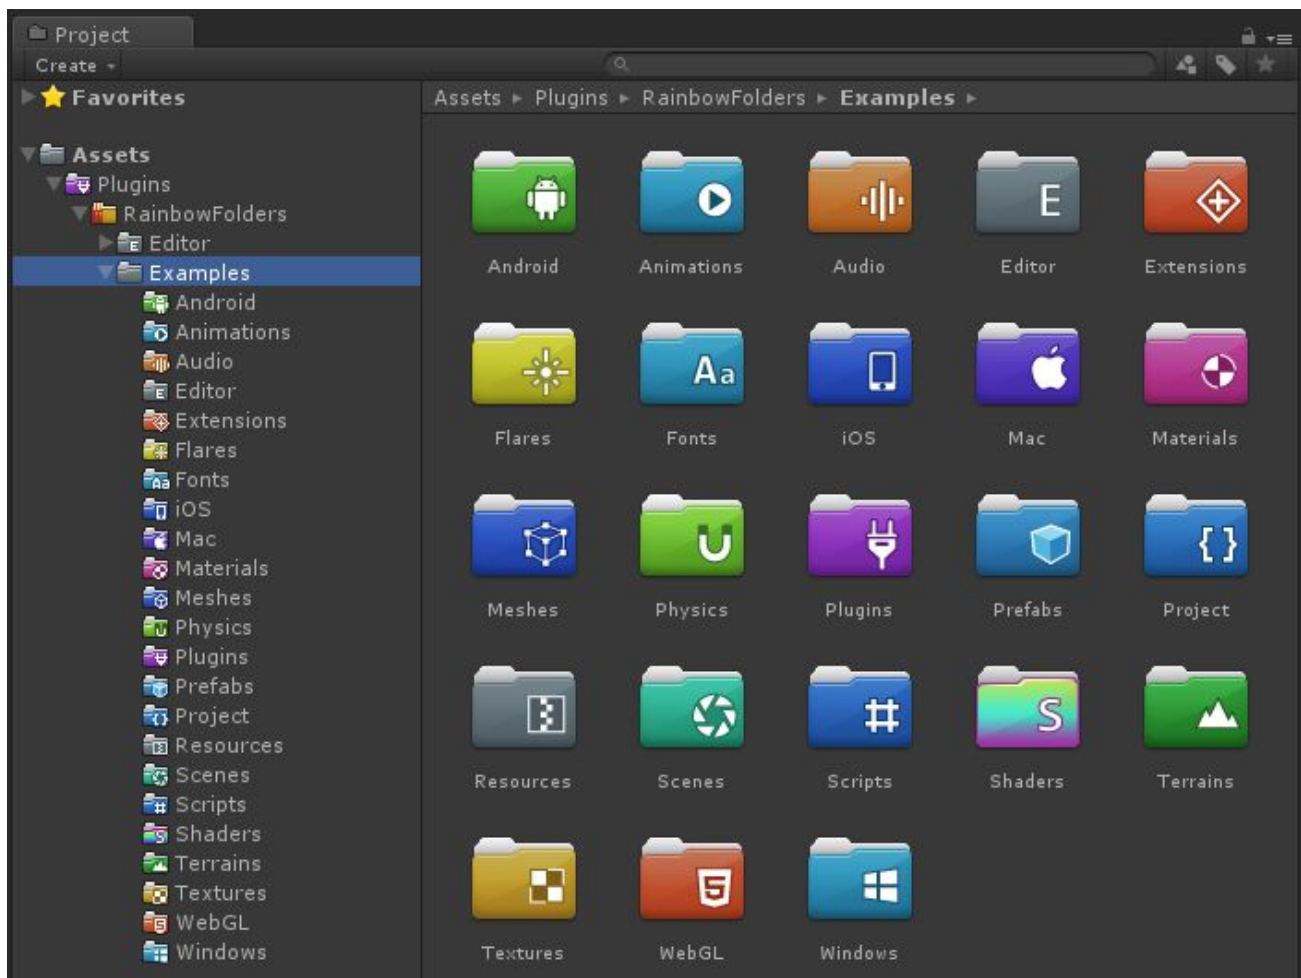 Project
Create
Favorites
Assets
Plugins
RainbowFolders
Editor
Examples
Android
Animations
Audio
Editor
Extensions
Flares
Fonts
iOS
Mac
Materials
Meshes
Physics
Plugins
Prefabs
Project
Resources
Scenes
Scripts
Shaders
Terrains
Textures
WebGL
Windows
Assets ▸ Plugins ▸ RainbowFolders ▸ Examples ▸
E
Android Animations Audio Editor Extensions
Aa
Flares Fonts iOS Mac Materials
{ }
Meshes Physics Plugins Prefabs Project
# S
Resources Scenes Scripts Shaders Terrains
5
Textures WebGL Windows